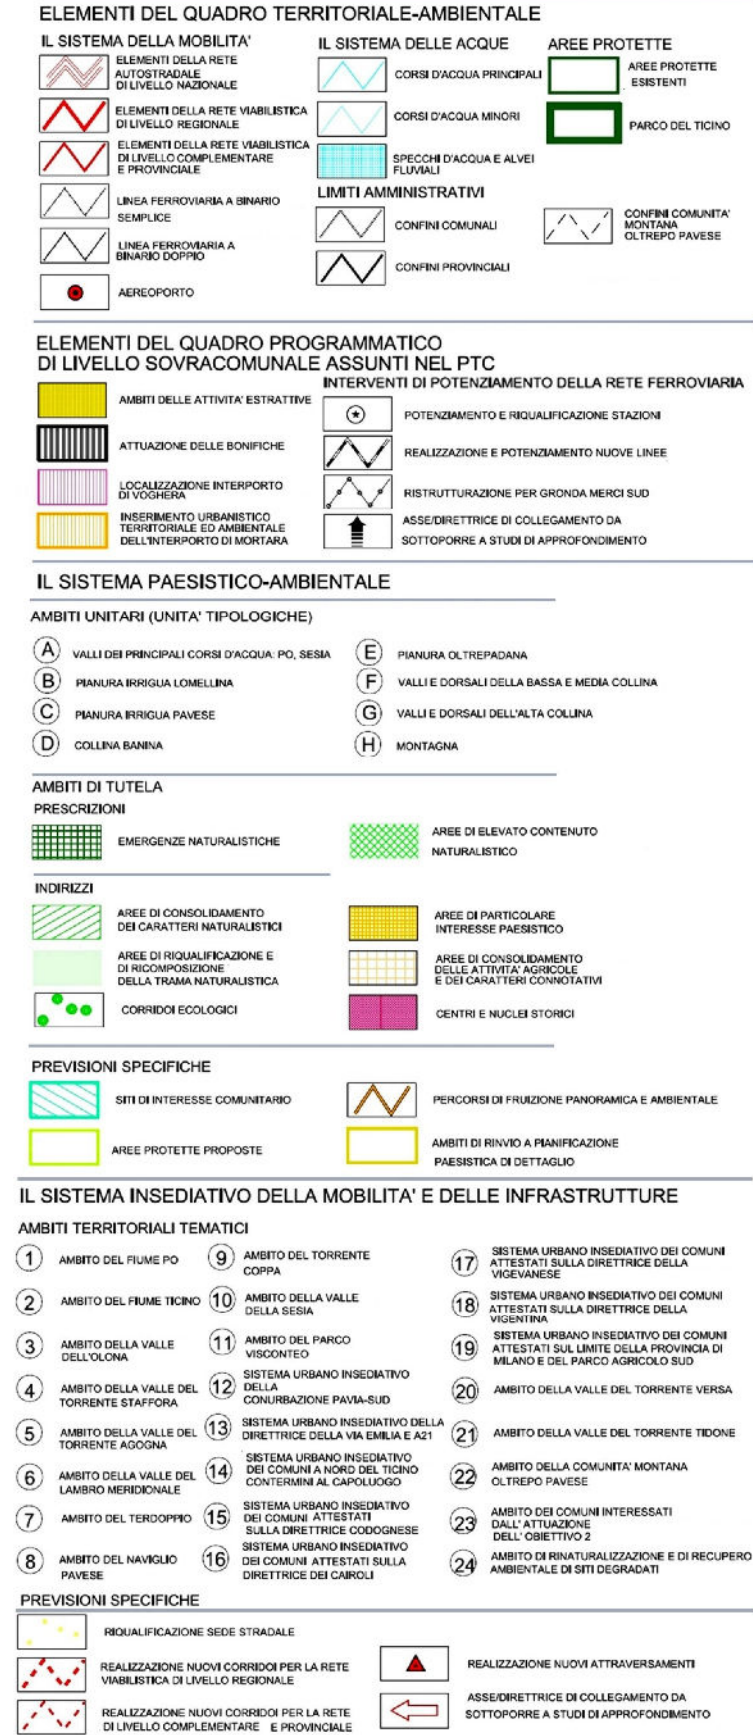 ELEMENTI DEL QUADRO TERRITORIALE-AMBIENTALE
IL SISTEMA DELLA MOBILITA'
ELEMENTI DELLA RETE
AUTOSTRADALE
DI LIVELLO NAZIONALE
ELEMENTI DELLA RETE VIABILISTICA
DI LIVELLO REGIONALE
ELEMENTI DELLA RETE VIABILISTICA
DI LIVELLO COMPLEMENTARE
E PROVINCIALE
LINEA FERROVIARIA A BINARIO
SEMPLICE
LINEA FERROVIARIA A
BINARIO DOPPIO
AEREOPORTO
IL SISTEMA DELLE ACQUE
CORSI D'ACQUA PRINCIPALI
CORSI D'ACQUA MINORI
SPECCHI D'ACQUA E ALVEI
FLUVIALI
LIMITI AMMINISTRATIVI
CONFINI COMUNALI
CONFINI PROVINCIALI
AREE PROTETTE
AREE PROTETTE
ESISTENTI
PARCO DEL TICINO
CONFINI COMUNITA'
MONTANA
OLTREPO PAVESE
ELEMENTI DEL QUADRO PROGRAMMATICO
DI LIVELLO SOVRACOMUNALE ASSUNTI NEL PTC
AMBITI DELLE ATTIVITA' ESTRATTIVE
ATTUAZIONE DELLE BONIFICHE
LOCALIZZAZIONE INTERPORTO
DI VOGHERA
INSERIMENTO URBANISTICO
TERRITORIALE ED AMBIENTALE
DELL'INTERPORTO DI MORTARA
INTERVENTI DI POTENZIAMENTO DELLA RETE FERROVIARIA
POTENZIAMENTO E RIQUALIFICAZIONE STAZIONI
REALIZZAZIONE E POTENZIAMENTO NUOVE LINEE
RISTRUTTURAZIONE PER GRONDA MERCI SUD
ASSE/DIRETTRICE DI COLLEGAMENTO DA
SOTTOPORRE A STUDI DI APPROFONDIMENTO
IL SISTEMA PAESISTICO-AMBIENTALE
AMBITI UNITARI (UNITA' TIPOLOGICHE)
A VALLI DEI PRINCIPALI CORSI D'ACQUA: PO, SESIA
B PIANURA IRRIGUA LOMELLINA
C PIANURA IRRIGUA PAVESE
D COLLINA BANINA
E PIANURA OLTREPADANA
F VALLI E DORSALI DELLA BASSA E MEDIA COLLINA
G VALLI E DORSALI DELL'ALTA COLLINA
H MONTAGNA
AMBITI DI TUTELA
PRESCRIZIONI
EMERGENZE NATURALISTICHE
AREE DI ELEVATO CONTENUTO
NATURALISTICO
INDIRIZZI
AREE DI CONSOLIDAMENTO
DEI CARATTERI NATURALISTICI
AREE DI RIQUALIFICAZIONE E
DI RICOMPOSIZIONE
DELLA TRAMA NATURALISTICA
CORRIDOI ECOLOGICI
AREE DI PARTICOLARE
INTERESSE PAESISTICO
AREE DI CONSOLIDAMENTO
DELLE ATTIVITA' AGRICOLE
E DEI CARATTERI CONNOTATIVI
CENTRI E NUCLEI STORICI
PREVISIONI SPECIFICHE
SITI DI INTERESSE COMUNITARIO
AREE PROTETTE PROPOSTE
PERCORSI DI FRUIZIONE PANORAMICA E AMBIENTALE
AMBITI DI RINVIO A PIANIFICAZIONE
PAESISTICA DI DETTAGLIO
IL SISTEMA INSEDIATIVO DELLA MOBILITA' E DELLE INFRASTRUTTURE
AMBITI TERRITORIALI TEMATICI
1 AMBITO DEL FIUME PO
2 AMBITO DEL FIUME TICINO
3 AMBITO DELLA VALLE
DELL'OLONA
4 AMBITO DELLA VALLE DEL
TORRENTE STAFFORA
5 AMBITO DELLA VALLE DEL
TORRENTE AGOGNA
6 AMBITO DELLA VALLE DEL
LAMBRO MERIDIONALE
7 AMBITO DEL TERDOPPIO
8 AMBITO DEL NAVIGLIO
PAVESE
9 AMBITO DEL TORRENTE
COPPA
10 AMBITO DELLA VALLE
DELLA SESIA
11 AMBITO DEL PARCO
VISCONTEO
12 SISTEMA URBANO INSEDIATIVO
DELLA
CONURBAZIONE PAVIA-SUD
13 SISTEMA URBANO INSEDIATIVO DELLA
DIRETTRICE DELLA VIA EMILIA E A21
14 SISTEMA URBANO INSEDIATIVO
DEI COMUNI A NORD DEL TICINO
CONTERMINI AL CAPOLUOGO
15 SISTEMA URBANO INSEDIATIVO
DEI COMUNI ATTESTATI
SULLA DIRETTRICE CODOGNESE
16 SISTEMA URBANO INSEDIATIVO
DEI COMUNI ATTESTATI SULLA
DIRETTRICE DEI CAIROLI
17 SISTEMA URBANO INSEDIATIVO DEI COMUNI
ATTESTATI SULLA DIRETTRICE DELLA
VIGEVANESE
18 SISTEMA URBANO INSEDIATIVO DEI COMUNI
ATTESTATI SULLA DIRETTRICE DELLA
VIGENTINA
19 SISTEMA URBANO INSEDIATIVO DEI COMUNI
ATTESTATI SUL LIMITE DELLA PROVINCIA DI
MILANO E DEL PARCO AGRICOLO SUD
20 AMBITO DELLA VALLE DEL TORRENTE VERSA
21 AMBITO DELLA VALLE DEL TORRENTE TIDONE
22 AMBITO DELLA COMUNITA' MONTANA
OLTREPO PAVESE
23 AMBITO DEI COMUNI INTERESSATI
DALL' ATTUAZIONE
DELL' OBIETTIVO 2
24 AMBITO DI RINATURALIZZAZIONE E DI RECUPERO
AMBIENTALE DI SITI DEGRADATI
PREVISIONI SPECIFICHE
RIQUALIFICAZIONE SEDE STRADALE
REALIZZAZIONE NUOVI CORRIDOI PER LA RETE
VIABILISTICA DI LIVELLO REGIONALE
REALIZZAZIONE NUOVI CORRIDOI PER LA RETE
DI LIVELLO COMPLEMENTARE E PROVINCIALE
REALIZZAZIONE NUOVI ATTRAVERSAMENTI
ASSE/DIRETTRICE DI COLLEGAMENTO DA
SOTTOPORRE A STUDI DI APPROFONDIMENTO